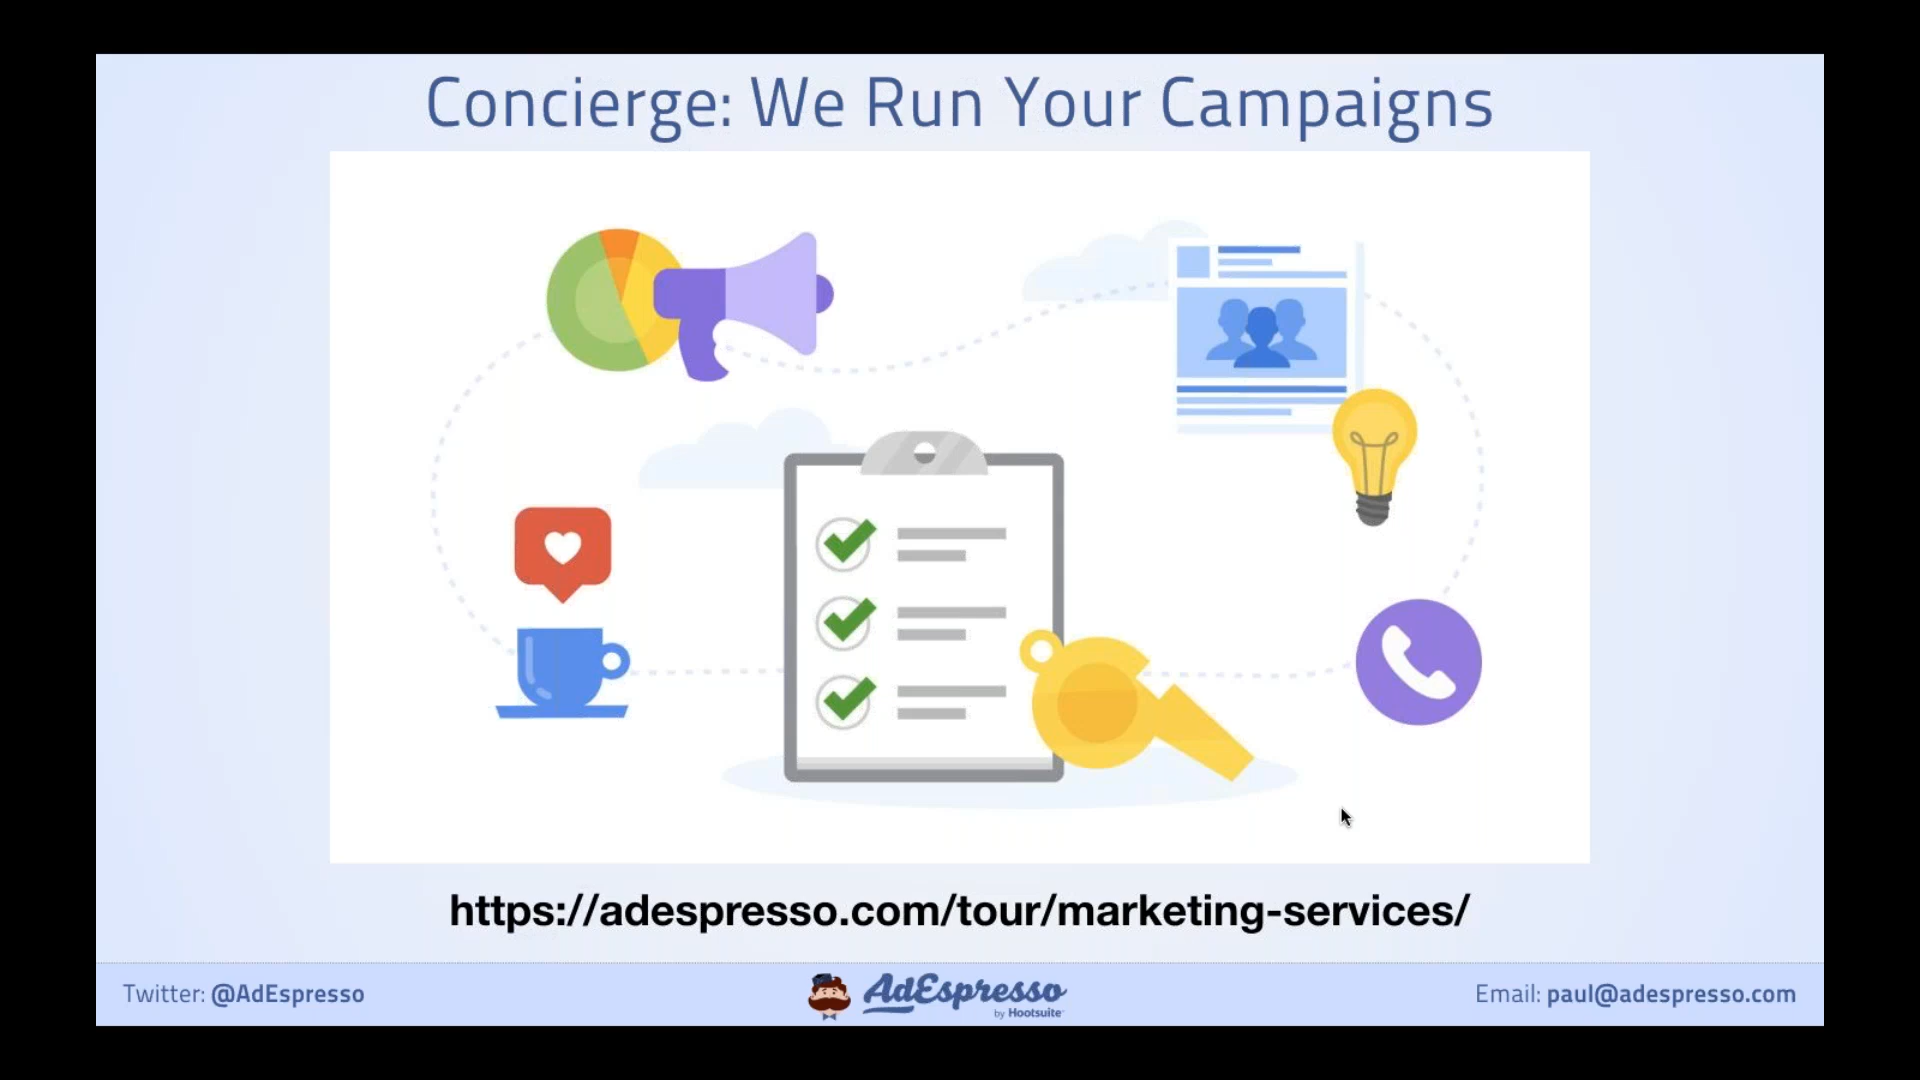 Concierge: We Run Your Campaigns
https://adespresso.com/tour/marketing-services/
Twitter: @AdEspresso
AdEspresso
by Hootsuite
Email: paul@adespresso.com